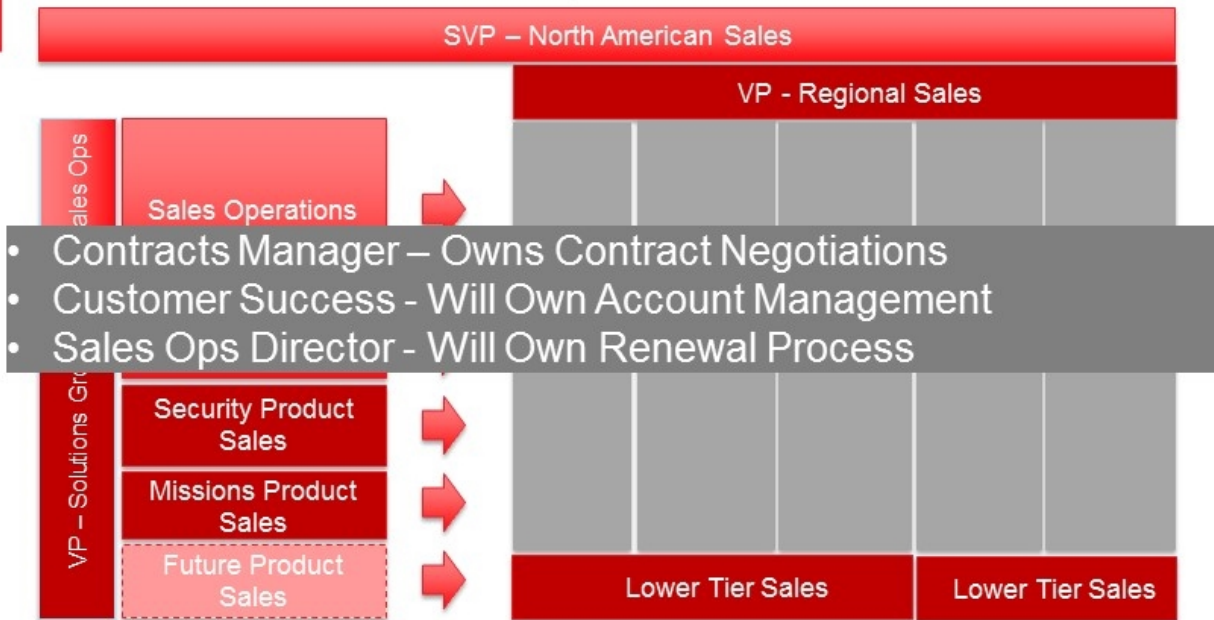 SVP – North American Sales
VP - Regional Sales
Sales Operations
• Contracts Manager – Owns Contract Negotiations
• Customer Success - Will Own Account Management
• Sales Ops Director - Will Own Renewal Process
VP – Solutions
Security Product
Sales
Missions Product
Sales
Future Product
Sales
Lower Tier Sales
Lower Tier Sales